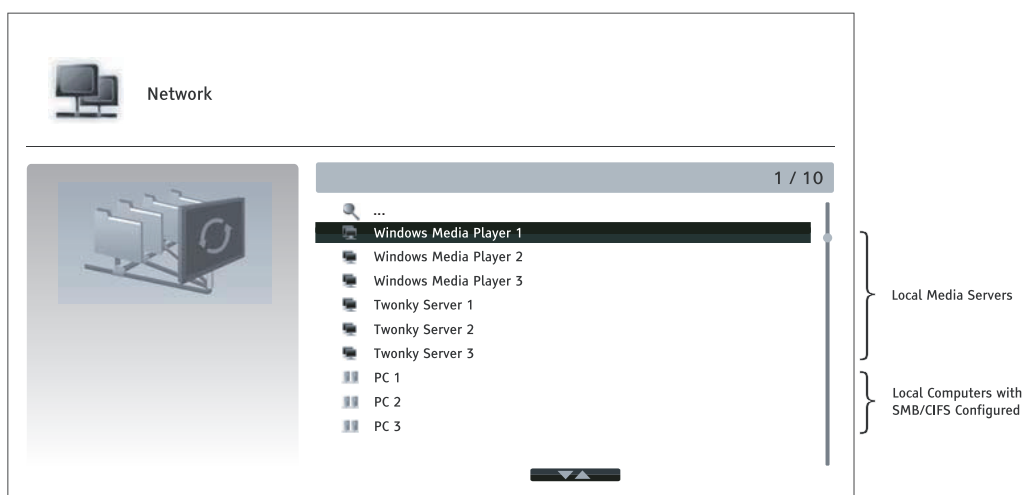 Network
1 / 10
...
Windows Media Player 1
Windows Media Player 2
Windows Media Player 3
Twonky Server 1
Twonky Server 2
Twonky Server 3
PC 1
PC 2
PC 3
Local Media Servers
Local Computers with
SMB/CIFS Configured